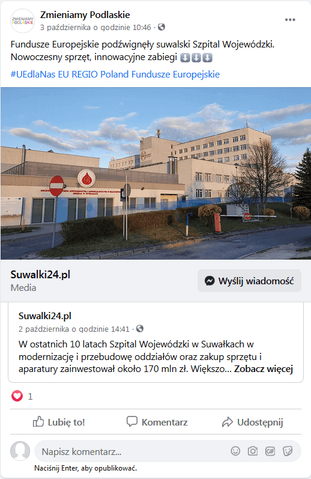 Zmieniamy Podlaskie
3 października o godzinie 10:46 ·
Fundusze Europejskie podźwignęły suwalski Szpital Wojewódzki.
Nowoczesny sprzęt, innowacyjne zabiegi
#UEdlaNas EU REGIO Poland Fundusze Europejskie
Suwalki24.pl
Media
Wyślij wiadomość
Suwalki24.pl
2 października o godzinie 14:41 ·
W ostatnich 10 latach Szpital Wojewódzki w Suwałkach w
modernizację i przebudowę oddziałów oraz zakup sprzętu i
aparatury zainwestował około 170 mln zł. Większo... Zobacz więcej
1
Lubię to!
Komentarz
Udostępnij
Napisz komentarz...
Naciśnij Enter, aby opublikować.